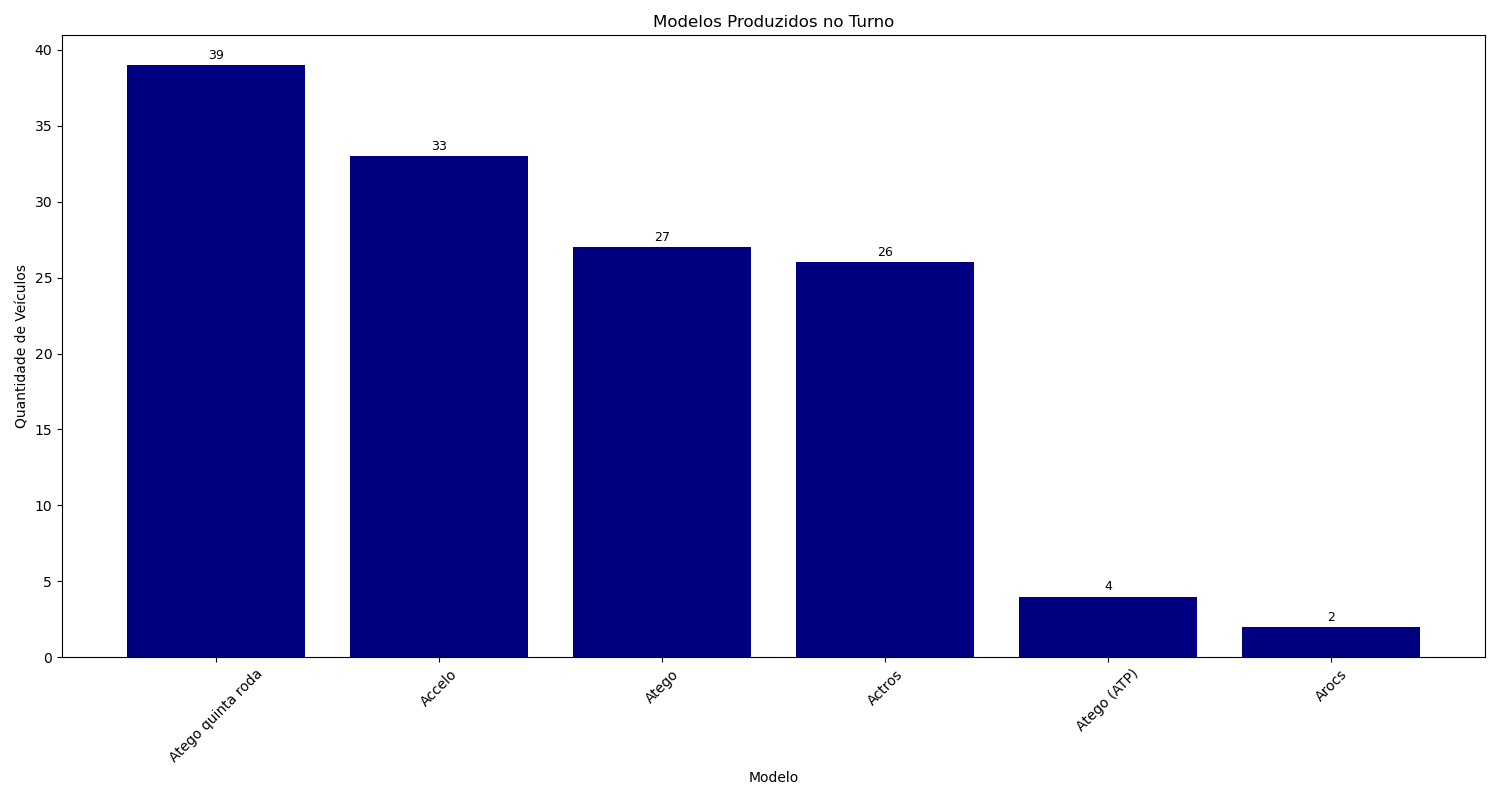 Modelos Produzidos no Turno
Quantidade de Veículos
40
35
30
25
20
15
10
5
0
39
33
27
26
4
2
Atego quinta roda
Accelo
Atego
Actros
Atego (ATP)
Arocs
Modelo